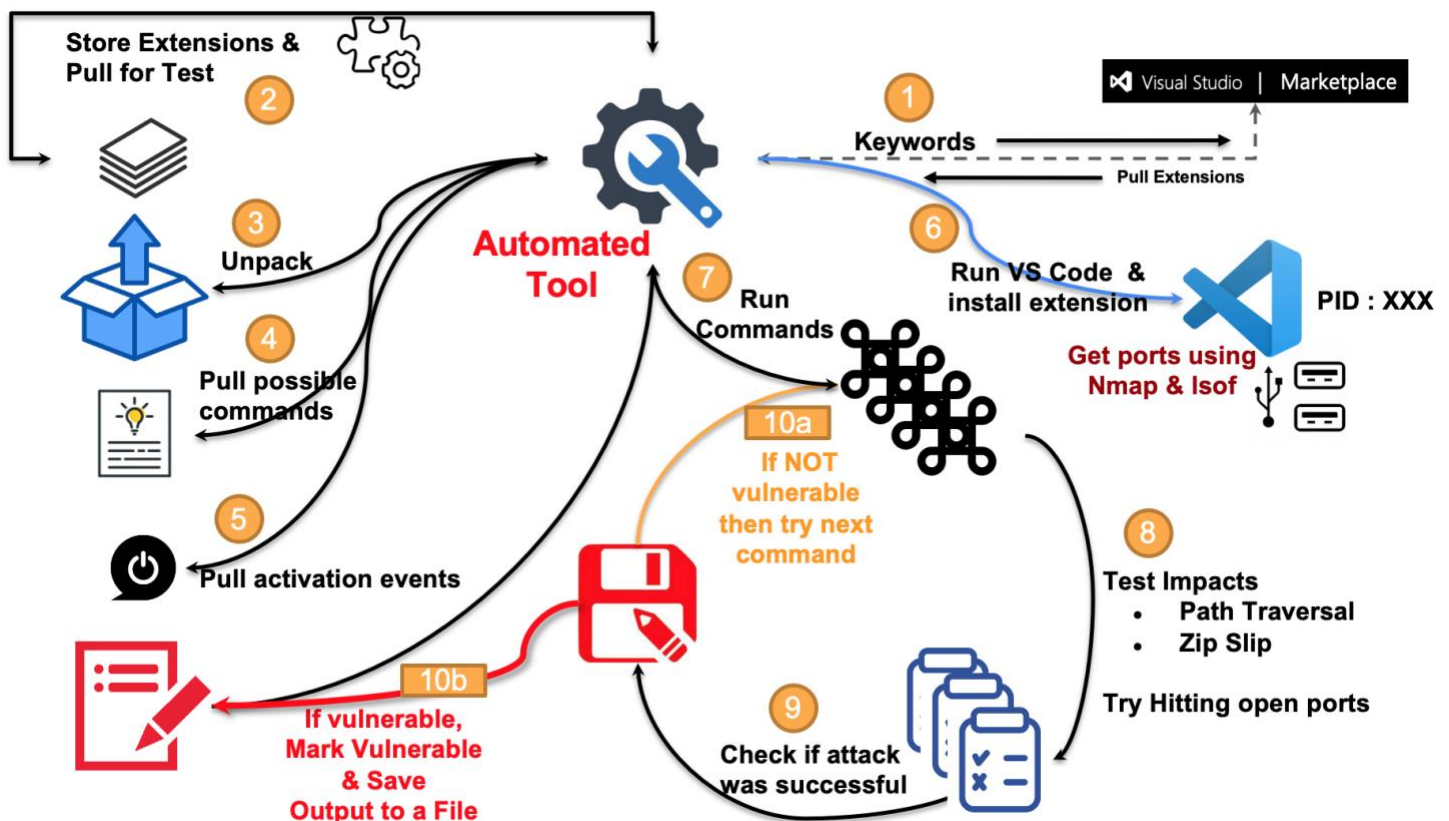 Store Extensions &
Pull for Test
2
1
Visual Studio | Marketplace
Keywords
Pull Extensions
3
Unpack
Automated
Tool
6
Run VS Code &
install extension
PID : XXX
Get ports using
Nmap & lsof
7
Run
Commands
4
Pull possible
commands
10a
If NOT
vulnerable
then try next
command
5
Pull activation events
8
Test Impacts
• Path Traversal
• Zip Slip
Try Hitting open ports
9
Check if attack
was successful
10b
If vulnerable,
Mark Vulnerable
& Save
Output to a File